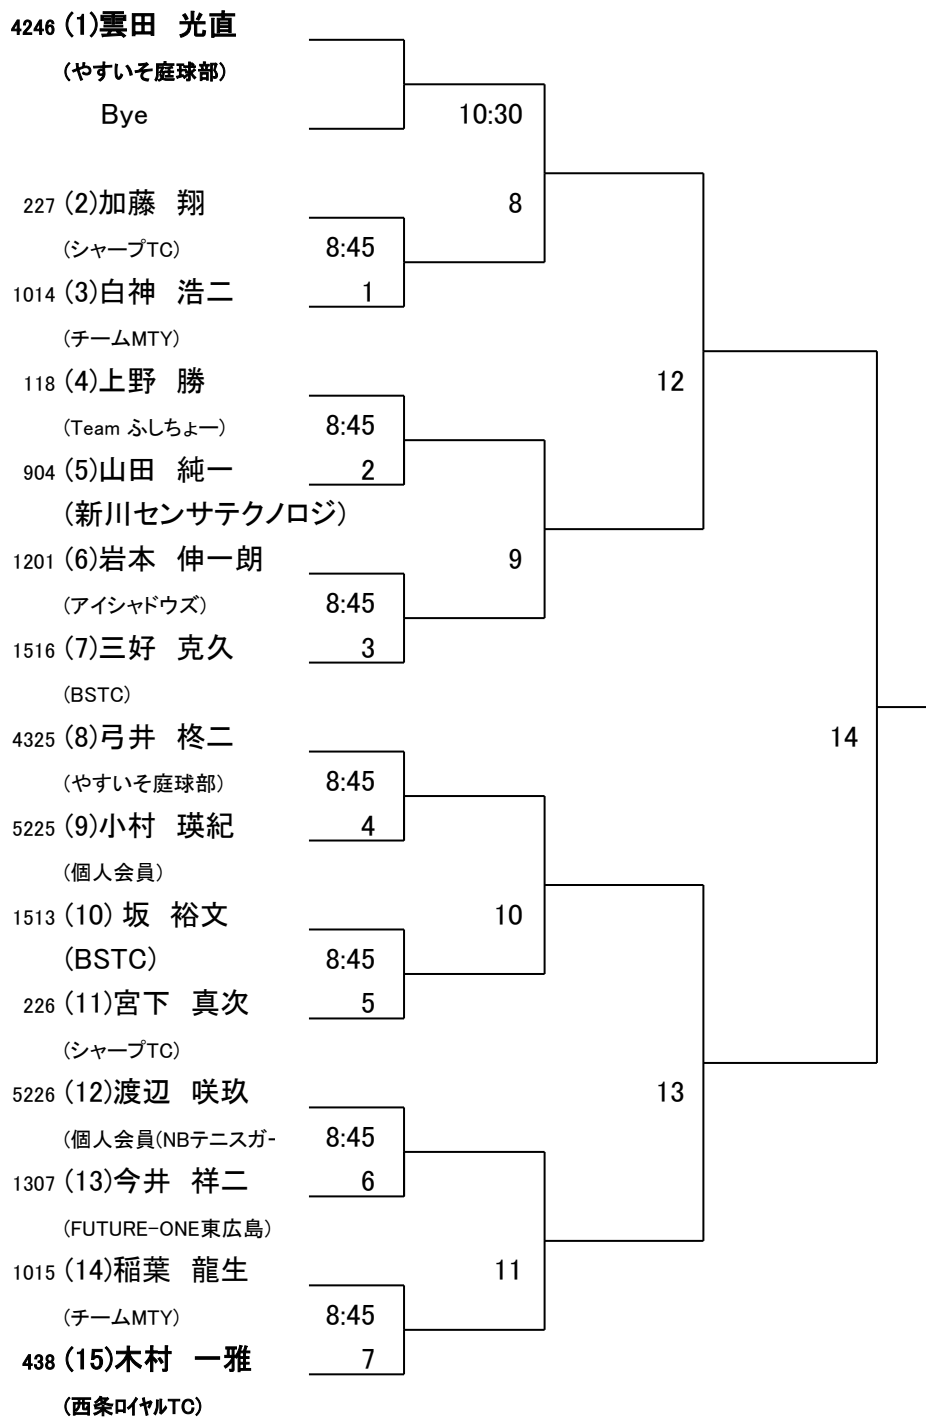 4246 (1)雲田　光直
(やすいそ庭球部)
Bye 10:30
227 (2)加藤　翔 8
(シャープTC) 8:45
1014 (3)白神　浩二 1
(チームMTY)
118 (4)上野　勝 12
(Team ふしちょー) 8:45
904 (5)山田　純一 2
(新川センサテクノロジ)
1201 (6)岩本　伸一朗 9
(アイシャドウズ) 8:45
1516 (7)三好　克久 3
(BSTC)
4325 (8)弓井　柊二 14
(やすいそ庭球部) 8:45
5225 (9)小村　瑛紀 4
(個人会員)
1513 (10) 坂　裕文 10
(BSTC) 8:45
226 (11)宮下　真次 5
(シャープTC)
5226 (12)渡辺　咲玖 13
(個人会員(NBテニスガｰ 8:45
1307 (13)今井　祥二 6
(FUTURE-ONE東広島)
1015 (14)稲葉　龍生 11
(チームMTY) 8:45
438 (15)木村　一雅 7
(西条ﾛｲﾔﾙTC)